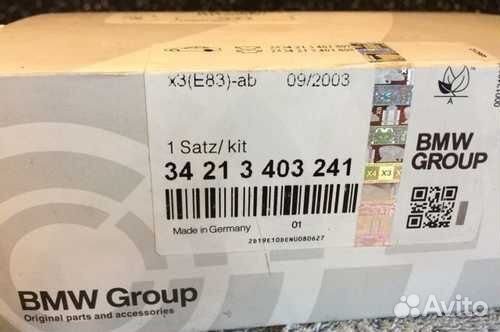 x3(E83)-ab 09/2003
1 Satz/ kit
34 21 3 403 241
Made in Germany 01
2819E10DENU080627
X4 X3
A
BMW
GROUP
BMW Group
Original parts and accessories
Avito